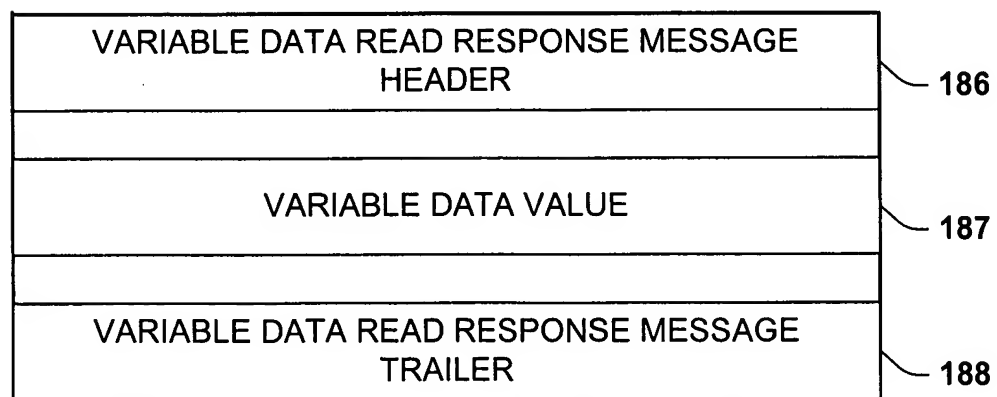 VARIABLE DATA READ RESPONSE MESSAGE
HEADER
186
VARIABLE DATA VALUE
187
VARIABLE DATA READ RESPONSE MESSAGE
TRAILER
188